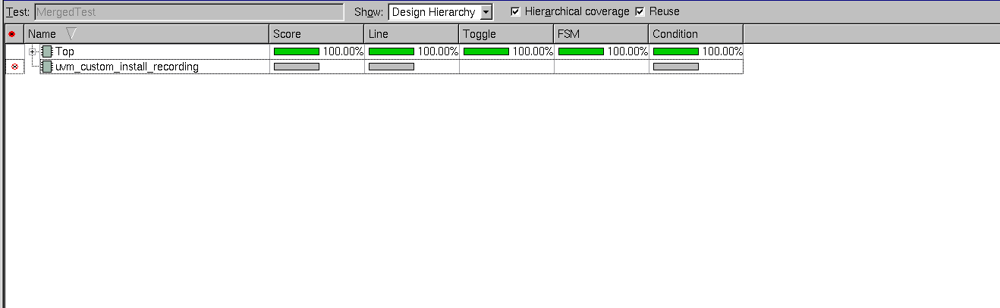 Test: MergedTest Show: Design Hierarchy Hierarchical coverage Reuse
Name Score Line Toggle FSM Condition
Top 100.00% 100.00% 100.00% 100.00% 100.00%
uvm_custom_install_recording